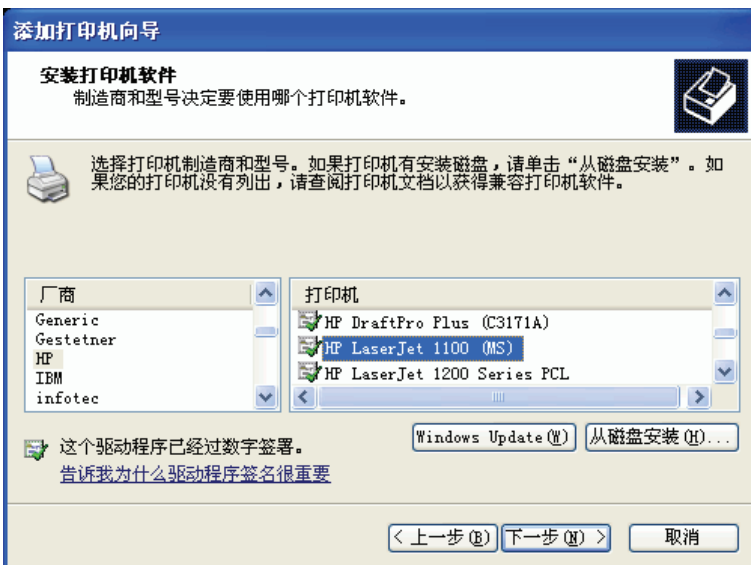 添加打印机向导
安装打印机软件
制造商和型号决定要使用哪个打印机软件。
选择打印机制造商和型号。如果打印机有安装磁盘，请单击“从磁盘安装”。如
果您的打印机没有列出，请查阅打印机文档以获得兼容打印机软件。
厂商
Generic
Gestetner
HP
IBM
infotec
打印机
HP DraftPro Plus (C3171A)
HP LaserJet 1100 (MS)
HP LaserJet 1200 Series PCL
这个驱动程序已经过数字签署。
告诉我为什么驱动程序签名很重要
Windows Update(W)
从磁盘安装(H)...
< 上一步(B)
下一步(N) >
取消